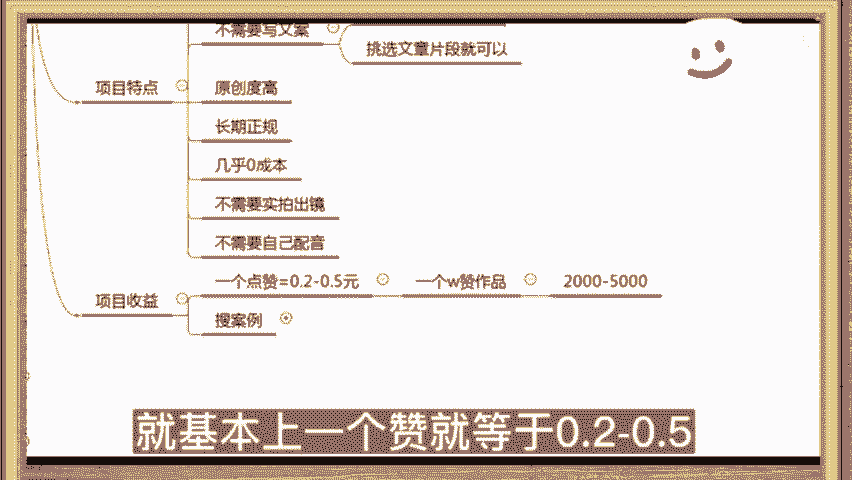 不需要写文案
挑选文章片段就可以
项目特点
原创度高
长期正规
几乎0成本
不需要实拍出镜
不需要自己配音
项目收益
一个点赞=0.2-0.5元
一个w赞作品
2000-5000
搜案例
就基本上一个赞就等于0.2-0.5